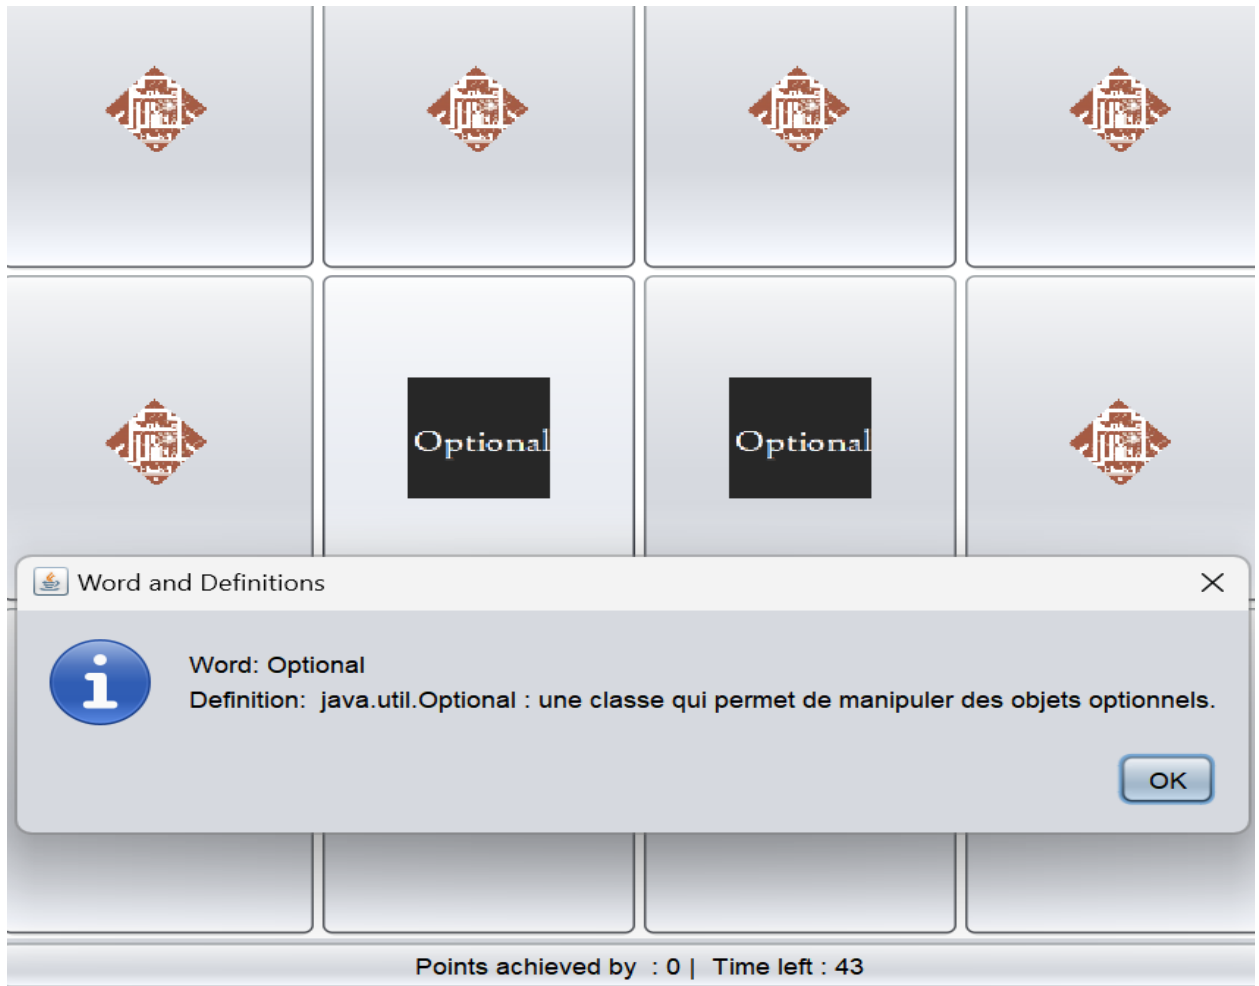 Optional
Optional
Word and Definitions
Word: Optional
Definition:  java.util.Optional : une classe qui permet de manipuler des objets optionnels.
OK
Points achieved by  : 0 |  Time left : 43